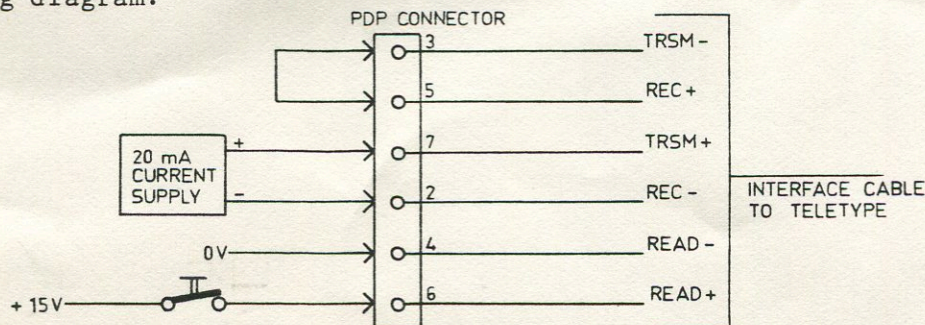 g diagram.
PDP CONNECTOR
3
TRSM-
5
REC+
+
7
TRSM+
20 mA
CURRENT
SUPPLY
-
2
REC-
INTERFACE CABLE
TO TELETYPE
0V
4
READ-
+ 15V
6
READ+